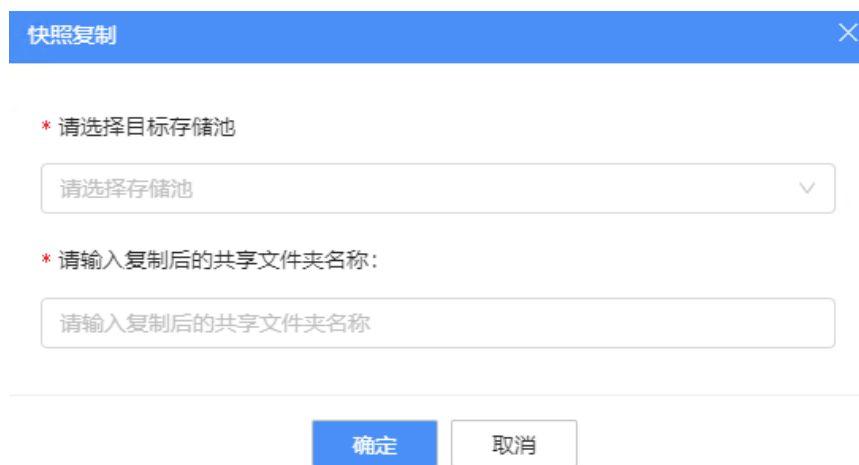 快照复制
* 请选择目标存储池
请选择存储池
* 请输入复制后的共享文件夹名称：
请输入复制后的共享文件夹名称
确定
取消